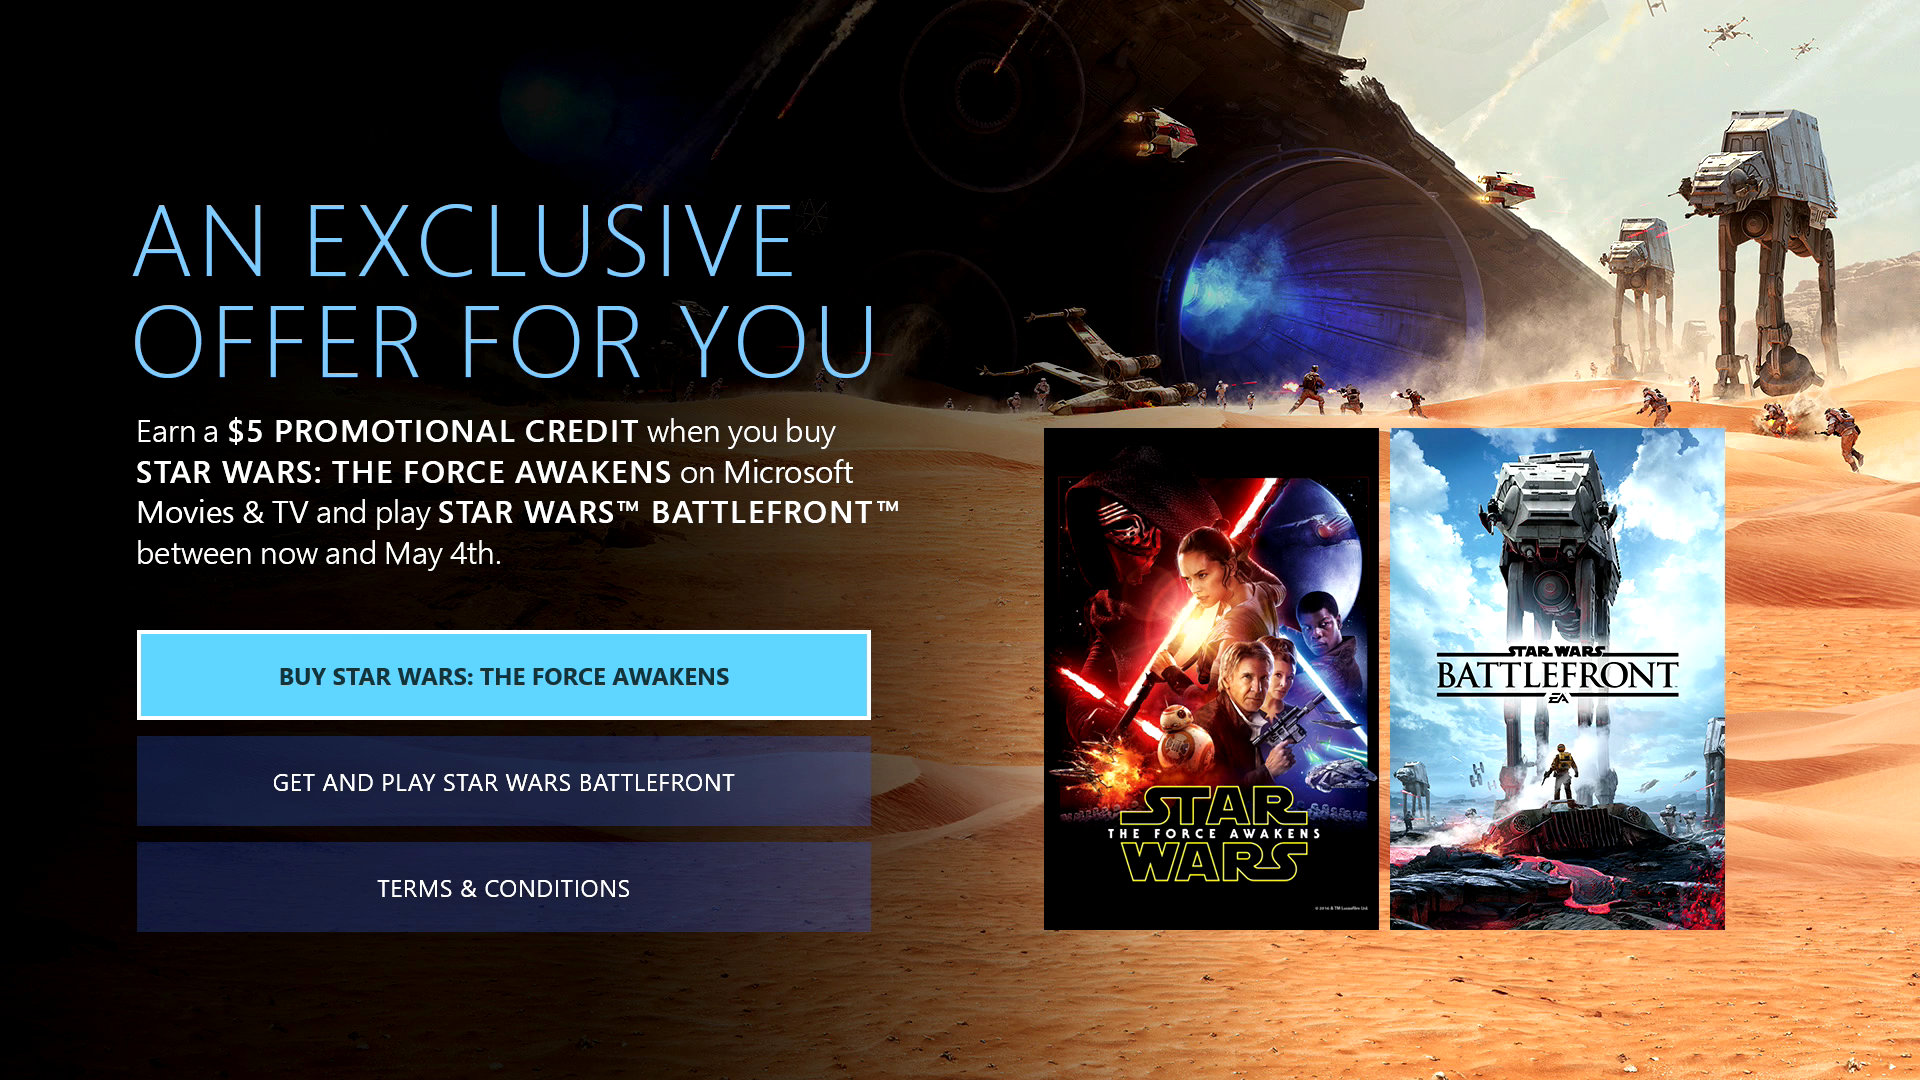 AN EXCLUSIVE
OFFER FOR YOU
Earn a $5 PROMOTIONAL CREDIT when you buy
STAR WARS: THE FORCE AWAKENS on Microsoft
Movies & TV and play STAR WARS™ BATTLEFRONT™
between now and May 4th.
BUY STAR WARS: THE FORCE AWAKENS
GET AND PLAY STAR WARS BATTLEFRONT
TERMS & CONDITIONS
STAR
THE FORCE AWAKENS
WARS
STAR WARS
BATTLEFRONT
EA